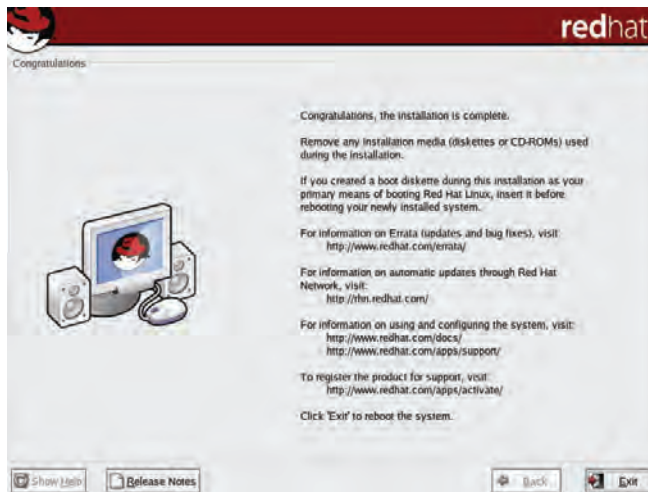 redhat
Congratulations
Congratulations, the installation is complete.
Remove any installation media (diskettes or CD-ROMs) used
during the installation.
If you created a boot diskette during this installation as your
primary means of booting Red Hat Linux, insert it before
rebooting your newly installed system.
For information on Errata (updates and bug fixes), visit:
http://www.redhat.com/errata/
For information on automatic updates through Red Hat
Network, visit:
http://rhn.redhat.com/
For information on using and configuring the system, visit:
http://www.redhat.com/docs/
http://www.redhat.com/apps/support/
To register the product for support, visit:
http://www.redhat.com/apps/activate/
Click 'Exit' to reboot the system.
Show Help Release Notes Back Exit